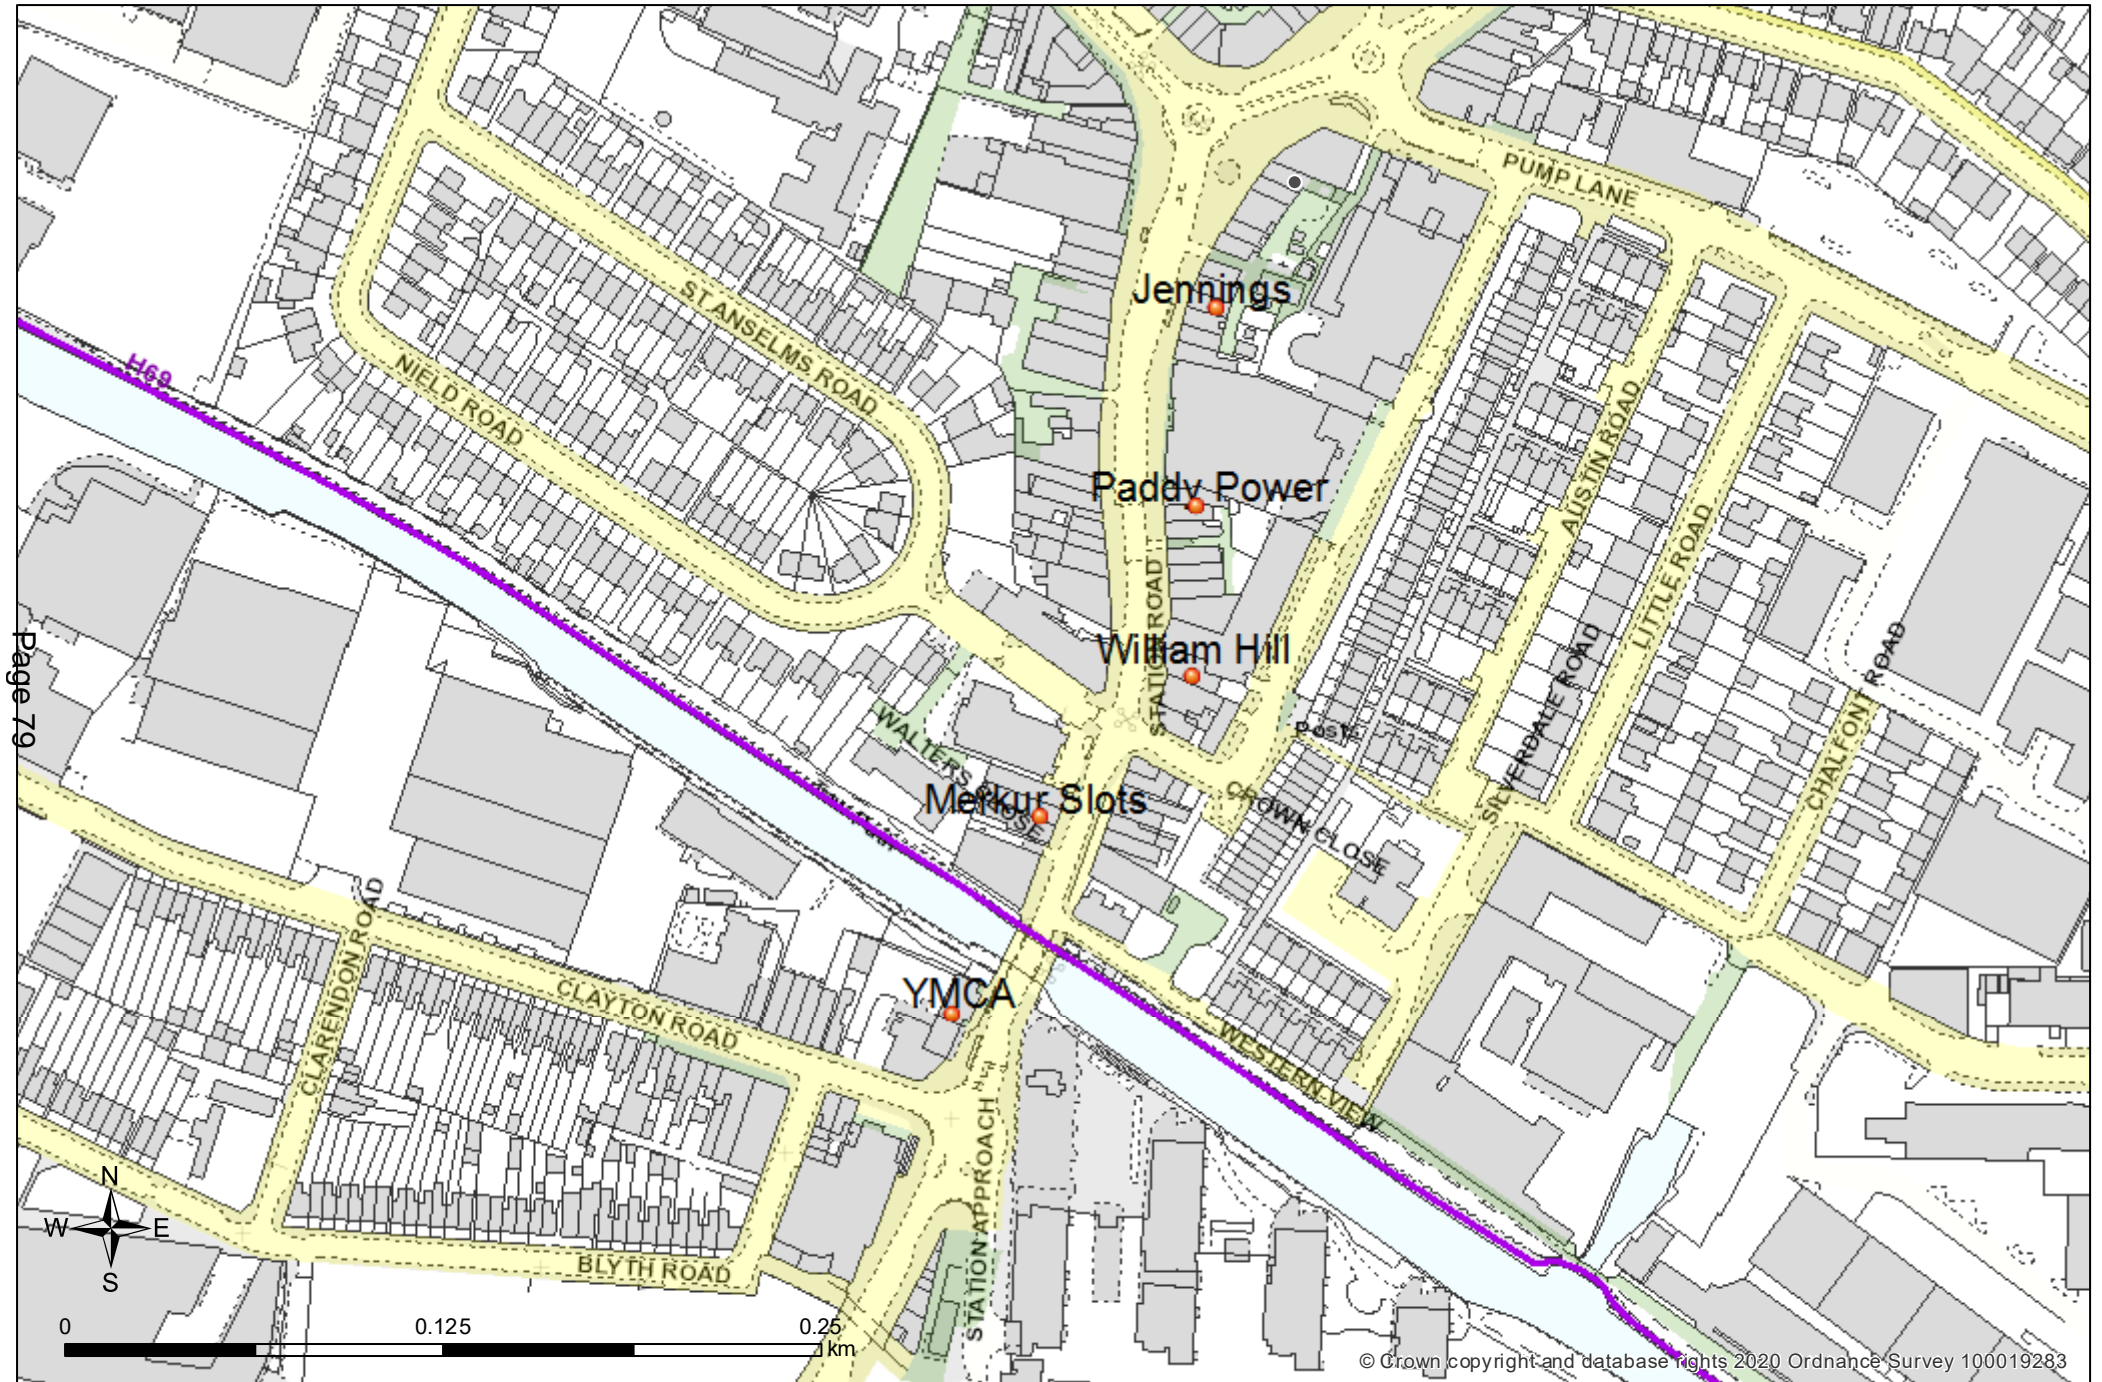 PUMP LANE
Jennings
ST ANSELMS ROAD
H69
NIELD ROAD
AUSTIN ROAD
Paddy Power
LITTLE ROAD
STATION ROAD
William Hill
Page 79
SILVERDALE ROAD
CHALFONT ROAD
Posts
WALTERS CLOSE
Merkur Slots
CROWN CLOSE
Tow Path
CLARENDON ROAD
YMCA
CLAYTON ROAD
WESTERN VIEW
STATION APPROACH
BLYTH ROAD
N
W E
S
0 0.125 0.25
km
© Crown copyright and database rights 2020 Ordnance Survey 100019283